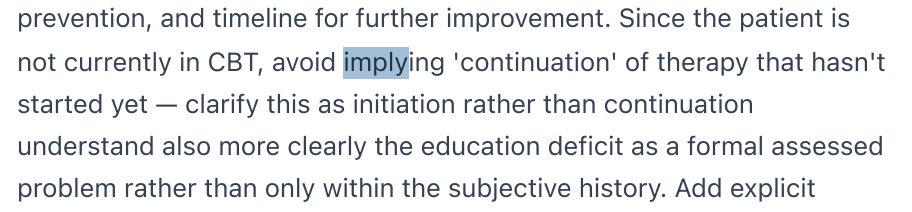 prevention, and timeline for further improvement. Since the patient is
not currently in CBT, avoid implying 'continuation' of therapy that hasn't
started yet — clarify this as initiation rather than continuation
understand also more clearly the education deficit as a formal assessed
problem rather than only within the subjective history. Add explicit